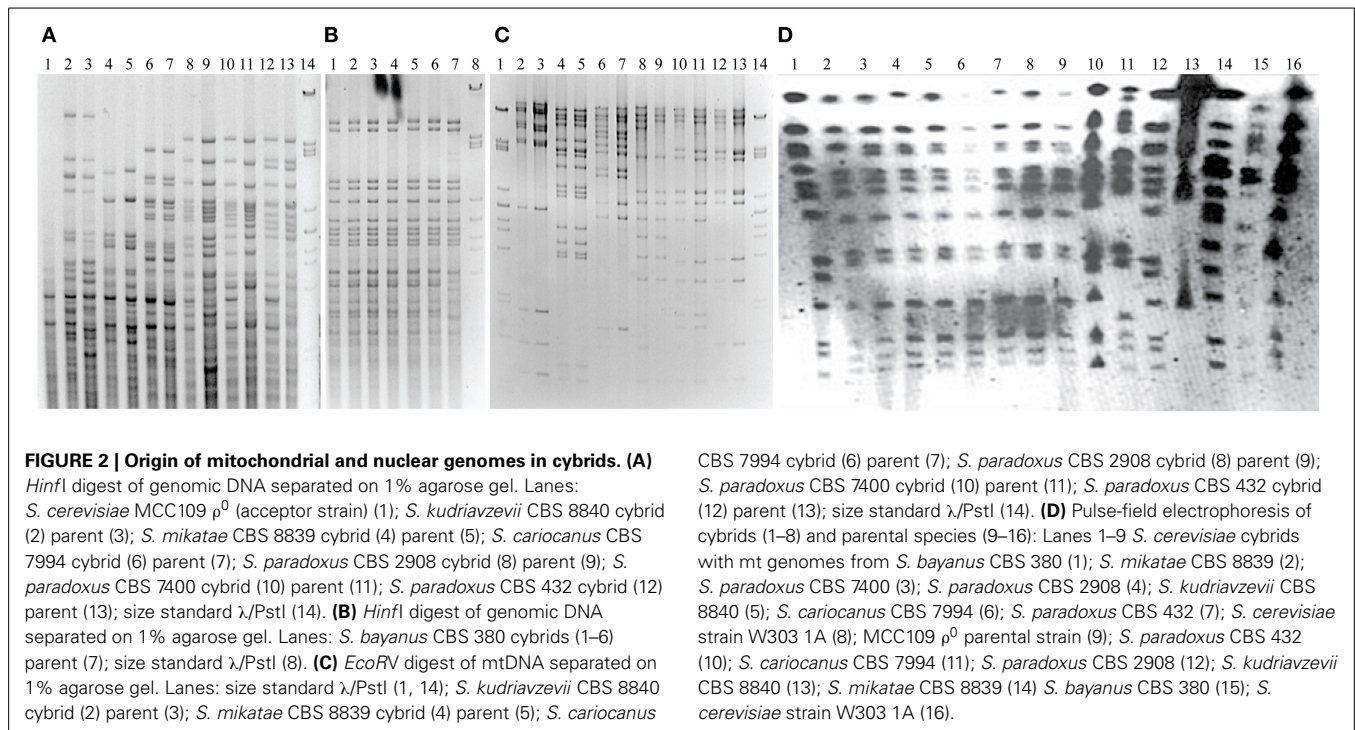 A B C D
1 2 3 4 5 6 7 8 9 10 11 12 13 14 1 2 3 4 5 6 7 8 1 2 3 4 5 6 7 8 9 10 11 12 13 14 1 2 3 4 5 6 7 8 9 10 11 12 13 14 15 16
FIGURE 2 | Origin of mitochondrial and nuclear genomes in cybrids. (A)
HinfI digest of genomic DNA separated on 1% agarose gel. Lanes:
S. cerevisiae MCC109 ρ⁰ (acceptor strain) (1); S. kudriavzevii CBS 8840 cybrid
(2) parent (3); S. mikatae CBS 8839 cybrid (4) parent (5); S. cariocanus CBS
7994 cybrid (6) parent (7); S. paradoxus CBS 2908 cybrid (8) parent (9); S.
paradoxus CBS 7400 cybrid (10) parent (11); S. paradoxus CBS 432 cybrid (12)
parent (13); size standard λ/PstI (14). (B) HinfI digest of genomic DNA
separated on 1% agarose gel. Lanes: S. bayanus CBS 380 cybrids (1–6)
parent (7); size standard λ/PstI (8). (C) EcoRV digest of mtDNA separated on
1% agarose gel. Lanes: size standard λ/PstI (1, 14); S. kudriavzevii CBS 8840
cybrid (2) parent (3); S. mikatae CBS 8839 cybrid (4) parent (5); S. cariocanus
CBS 7994 cybrid (6) parent (7); S. paradoxus CBS 2908 cybrid (8) parent (9);
S. paradoxus CBS 7400 cybrid (10) parent (11); S. paradoxus CBS 432 cybrid
(12) parent (13); size standard λ/PstI (14). (D) Pulse-field electrophoresis of
cybrids (1–8) and parental species (9–16): Lanes 1–9 S. cerevisiae cybrids
with mt genomes from S. bayanus CBS 380 (1); S. mikatae CBS 8839 (2);
S. paradoxus CBS 7400 (3); S. paradoxus CBS 2908 (4); S. kudriavzevii CBS
8840 (5); S. cariocanus CBS 7994 (6); S. paradoxus CBS 432 (7); S. cerevisiae
strain W303 1A (8); MCC109 ρ⁰ parental strain (9); S. paradoxus CBS 432
(10); S. cariocanus CBS 7994 (11); S. paradoxus CBS 2908 (12); S. kudriavzevii
CBS 8840 (13); S. mikatae CBS 8839 (14) S. bayanus CBS 380 (15); S.
cerevisiae strain W303 1A (16).